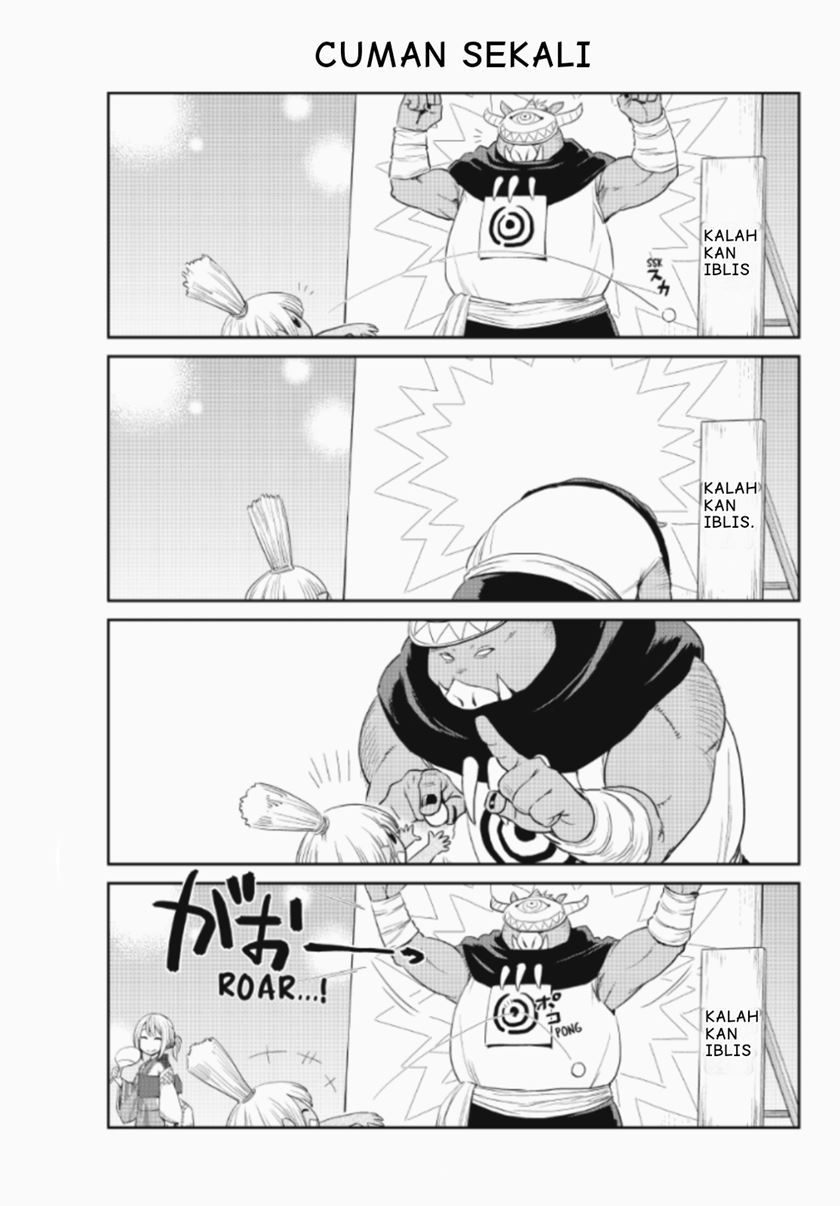 CUMAN SEKALI
KALAH
KAN
IBLIS
SSK
スカ
KALAH
KAN
IBLIS.
がおー
ROAR...!
ポコ
PONG
KALAH
KAN
IBLIS